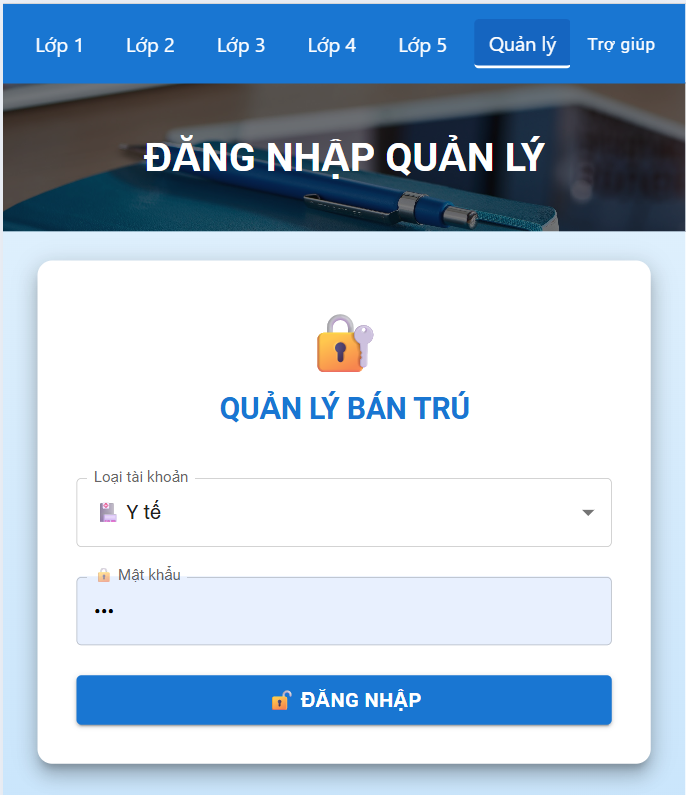 Lớp 1 Lớp 2 Lớp 3 Lớp 4 Lớp 5 Quản lý Trợ giúp
ĐĂNG NHẬP QUẢN LÝ
QUẢN LÝ BÁN TRÚ
Loại tài khoản
Y tế
Mật khẩu
•••
ĐĂNG NHẬP